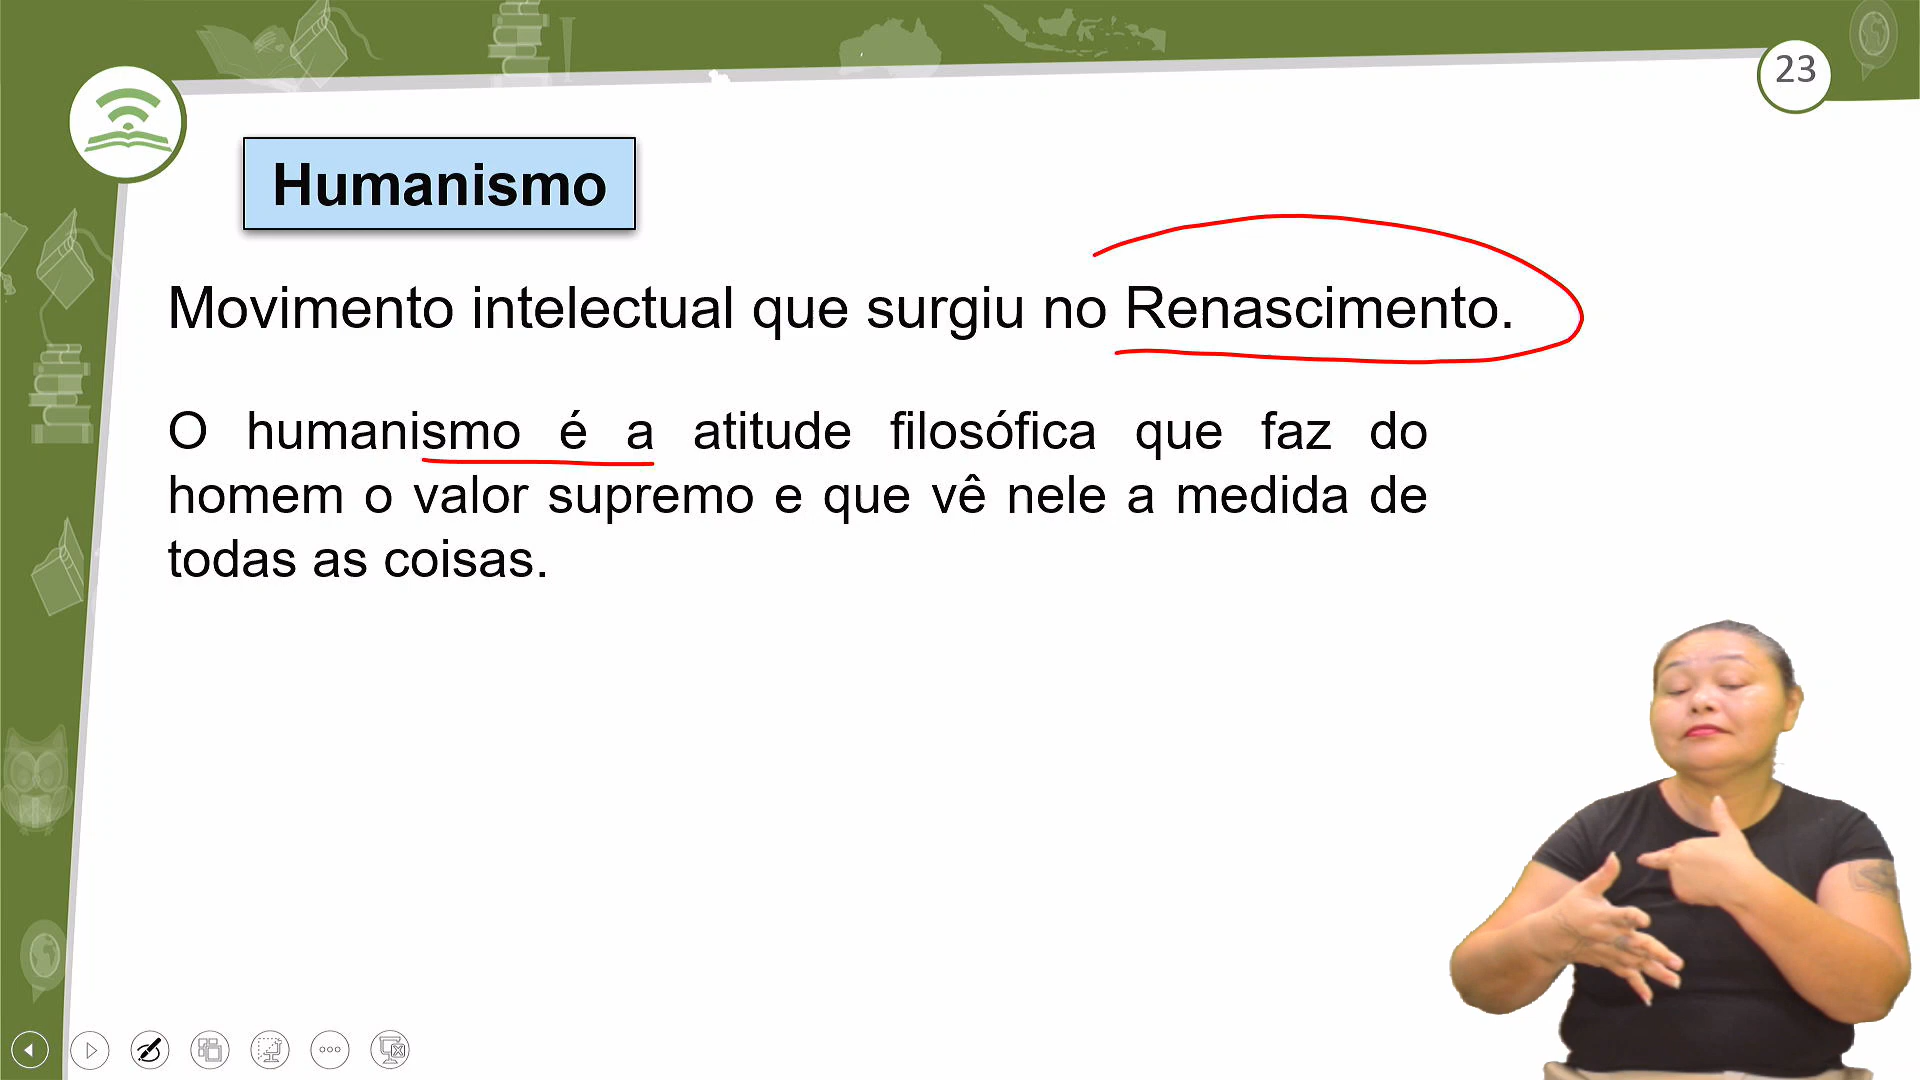 23
Humanismo
Movimento intelectual que surgiu no Renascimento.
O humanismo é a atitude filosófica que faz do
homem o valor supremo e que vê nele a medida de
todas as coisas.